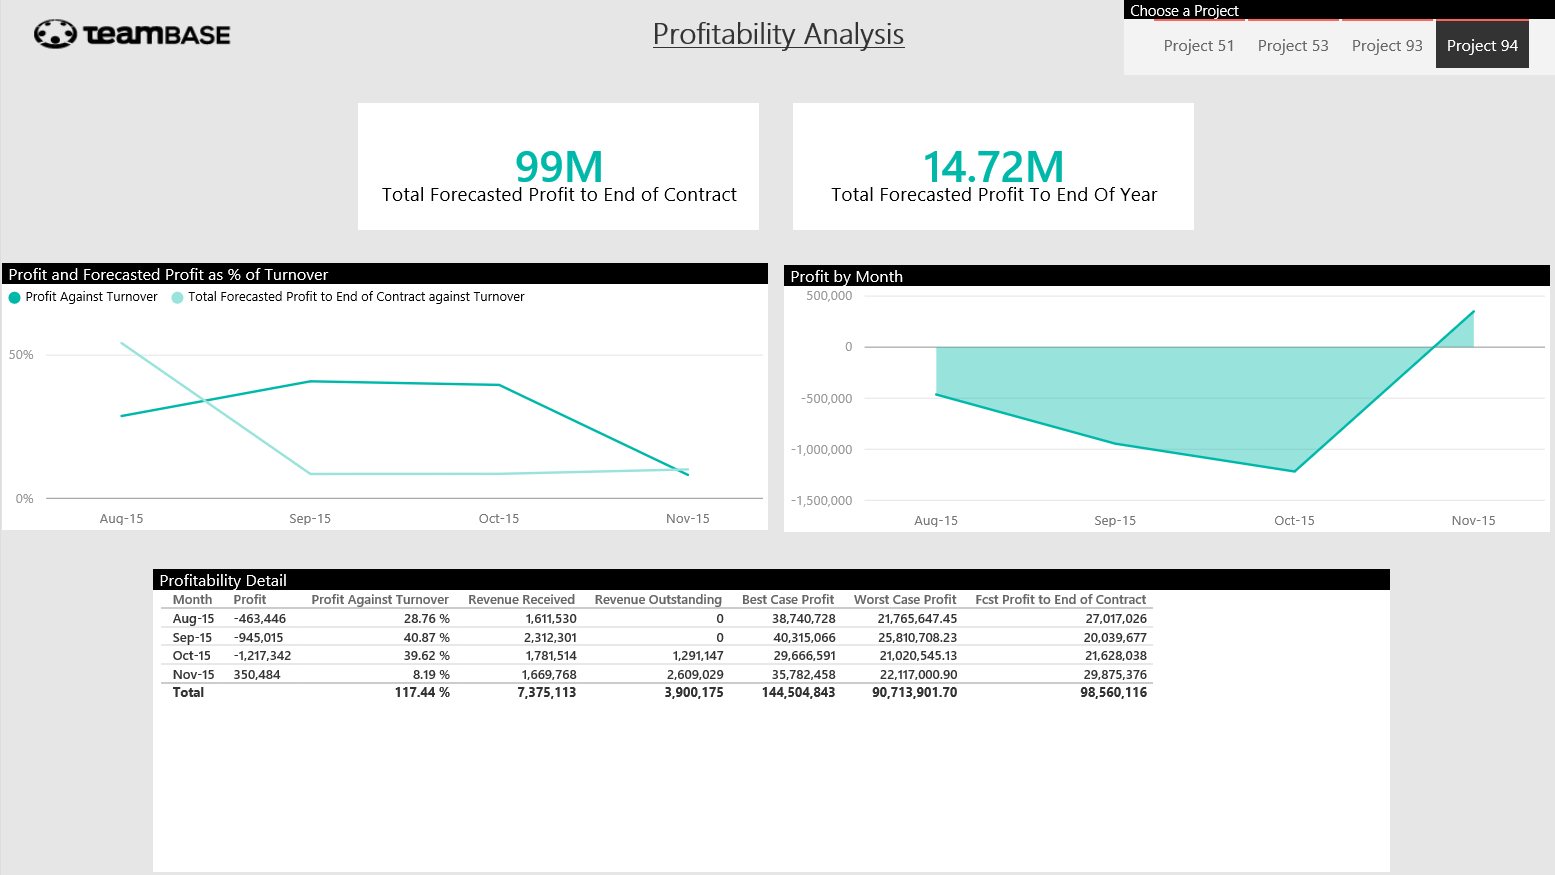 TEAMBASE
Profitability Analysis
Choose a Project
Project 51 Project 53 Project 93 Project 94
99M
Total Forecasted Profit to End of Contract
14.72M
Total Forecasted Profit To End Of Year
Profit and Forecasted Profit as % of Turnover
Profit Against Turnover Total Forecasted Profit to End of Contract against Turnover
50%
0%
Aug-15 Sep-15 Oct-15 Nov-15
Profit by Month
500,000
0
-500,000
-1,000,000
-1,500,000
Aug-15 Sep-15 Oct-15 Nov-15
Profitability Detail
Month Profit Profit Against Turnover Revenue Received Revenue Outstanding Best Case Profit Worst Case Profit Fcst Profit to End of Contract
Aug-15 -463,446 28.76 % 1,611,530 0 38,740,728 21,765,647.45 27,017,026
Sep-15 -945,015 40.87 % 2,312,301 0 40,315,066 25,810,708.23 20,039,677
Oct-15 -1,217,342 39.62 % 1,781,514 1,291,147 29,666,591 21,020,545.13 21,628,038
Nov-15 350,484 8.19 % 1,669,768 2,609,029 35,782,458 22,117,000.90 29,875,376
Total 117.44 % 7,375,113 3,900,175 144,504,843 90,713,901.70 98,560,116